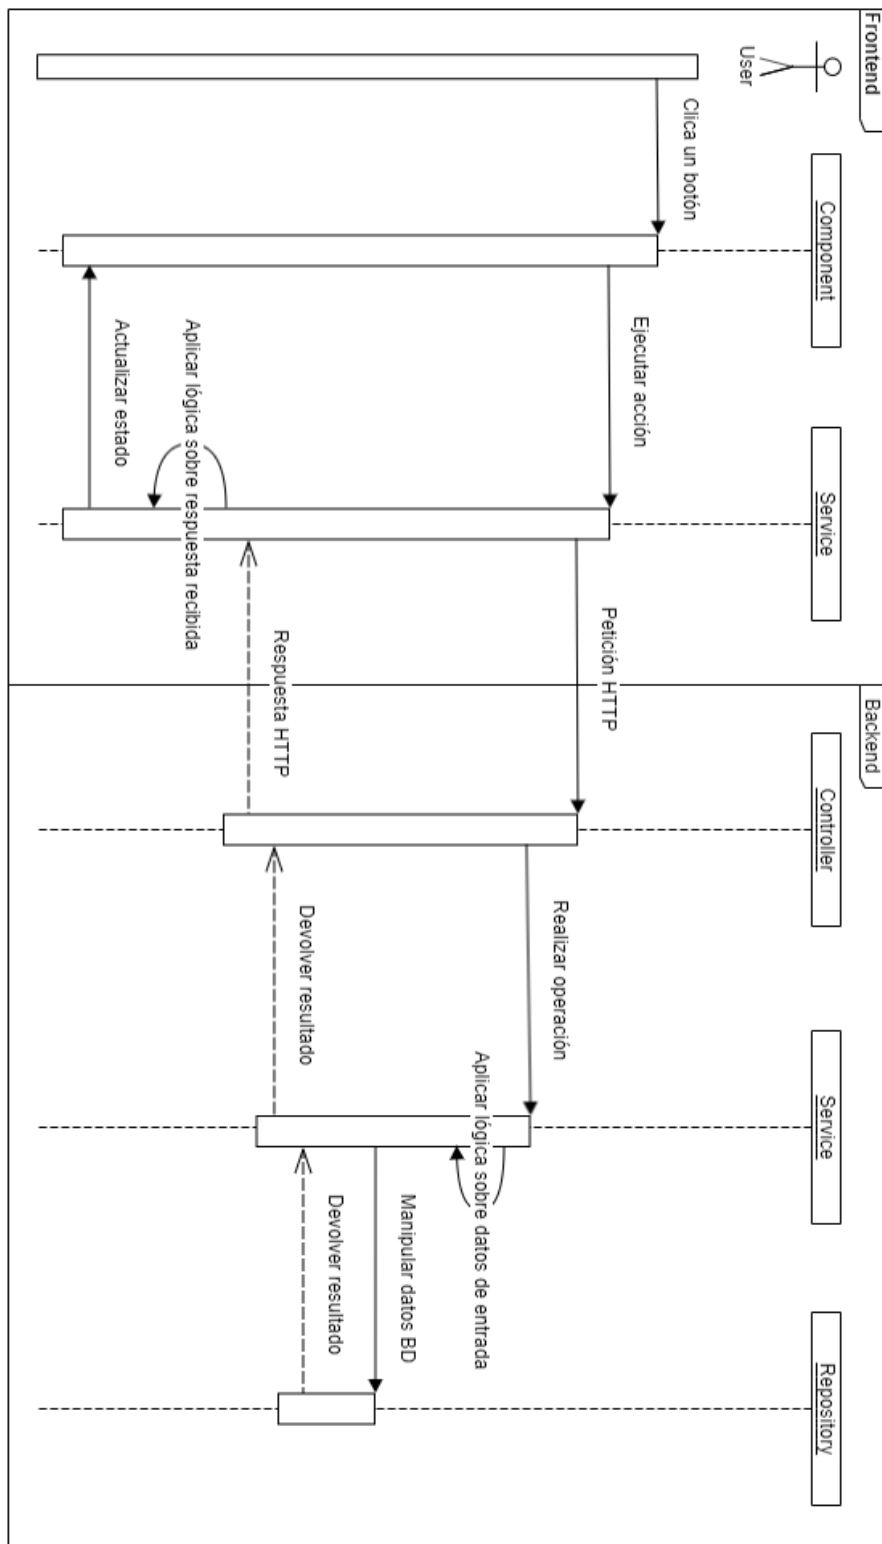 Frontend
Backend
User
Component
Service
Controller
Service
Repository
Clica un botón
Ejecutar acción
Petición HTTP
Realizar operación
Aplicar lógica sobre datos de entrada
Manipular datos BD
Devolver resultado
Devolver resultado
Respuesta HTTP
Aplicar lógica sobre respuesta recibida
Actualizar estado